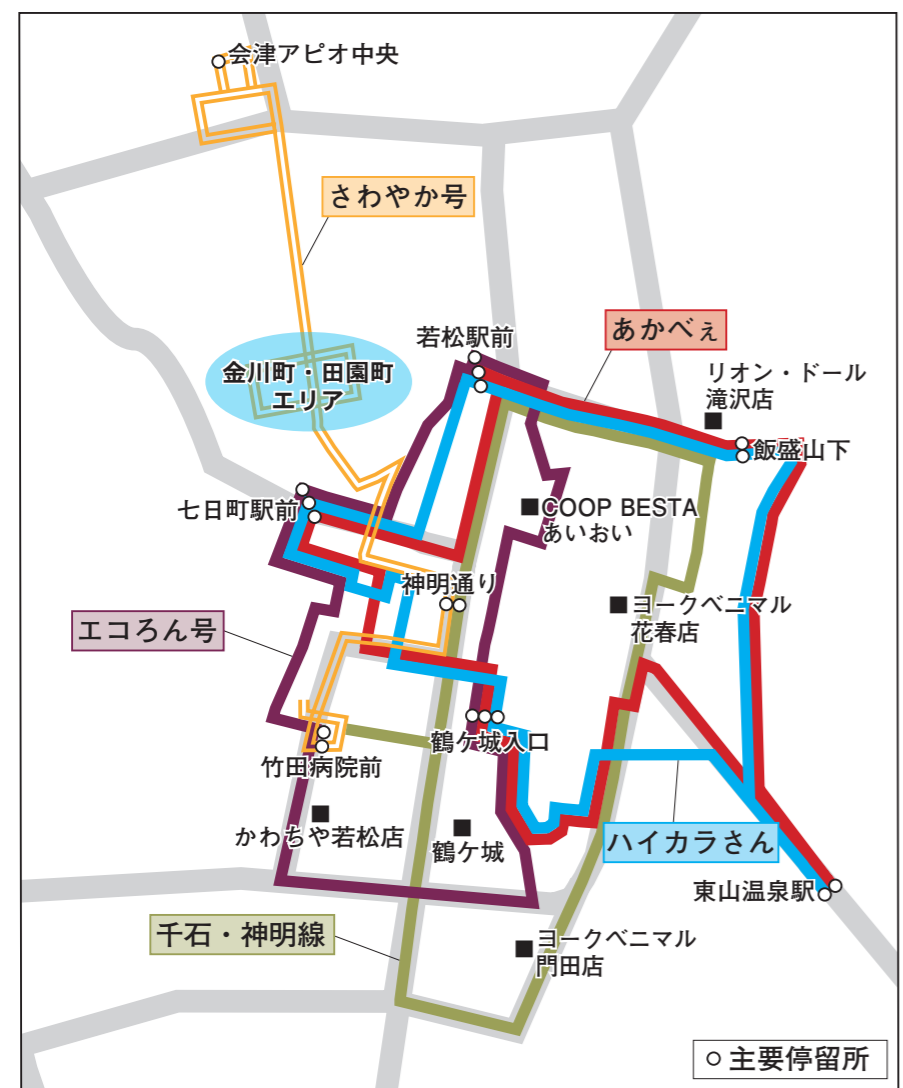 会津アピオ中央
さわやか号
若松駅前
あかべぇ
金川町・田園町
エリア
リオン・ドール
滝沢店
飯盛山下
七日町駅前
COOP BESTA
あいおい
神明通り
ヨークベニマル
花春店
エコろん号
鶴ケ城入口
竹田病院前
かわちや若松店
鶴ケ城
ハイカラさん
東山温泉駅
千石・神明線
ヨークベニマル
門田店
主要停留所